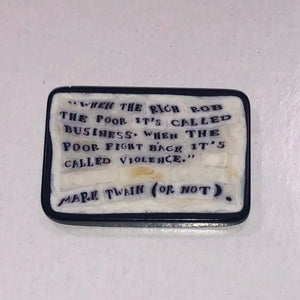 "WHEN THE RICH ROB
THE POOR IT'S CALLED
BUSINESS. WHEN THE
POOR FIGHT BACK IT'S
CALLED VIOLENCE."
MARK TWAIN (OR NOT).